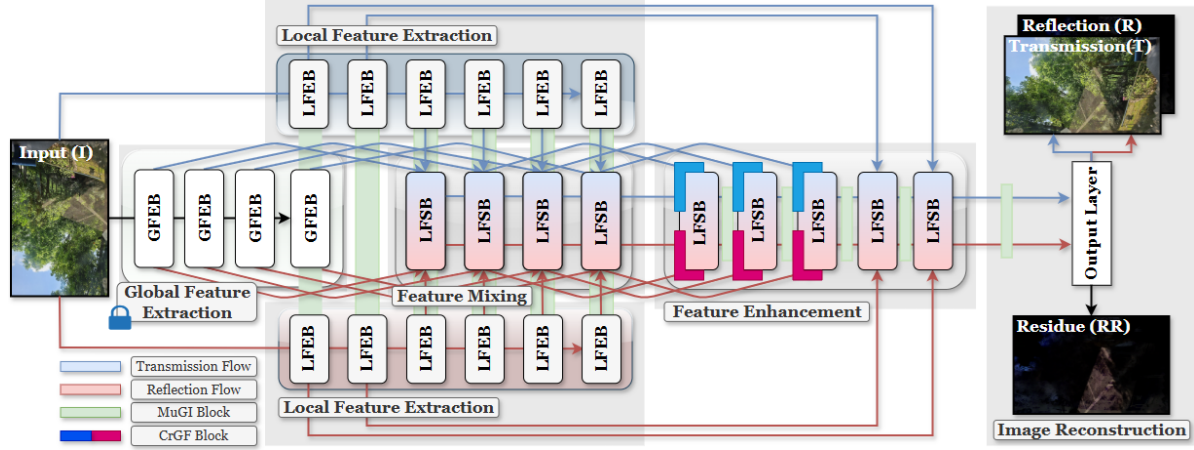 Local Feature Extraction
LFEB
LFEB
LFEB
LFEB
LFEB
LFEB
Reflection (R)
Transmission(T)
Input (I)
GFEB
GFEB
GFEB
GFEB
LFSB
LFSB
LFSB
LFSB
LFSB
LFSB
LFSB
LFSB
LFSB
Output Layer
Global Feature
Extraction
Feature Mixing
Feature Enhancement
LFEB
LFEB
LFEB
LFEB
LFEB
LFEB
Local Feature Extraction
Residue (RR)
Image Reconstruction
Transmission Flow
Reflection Flow
MuGI Block
CrGF Block